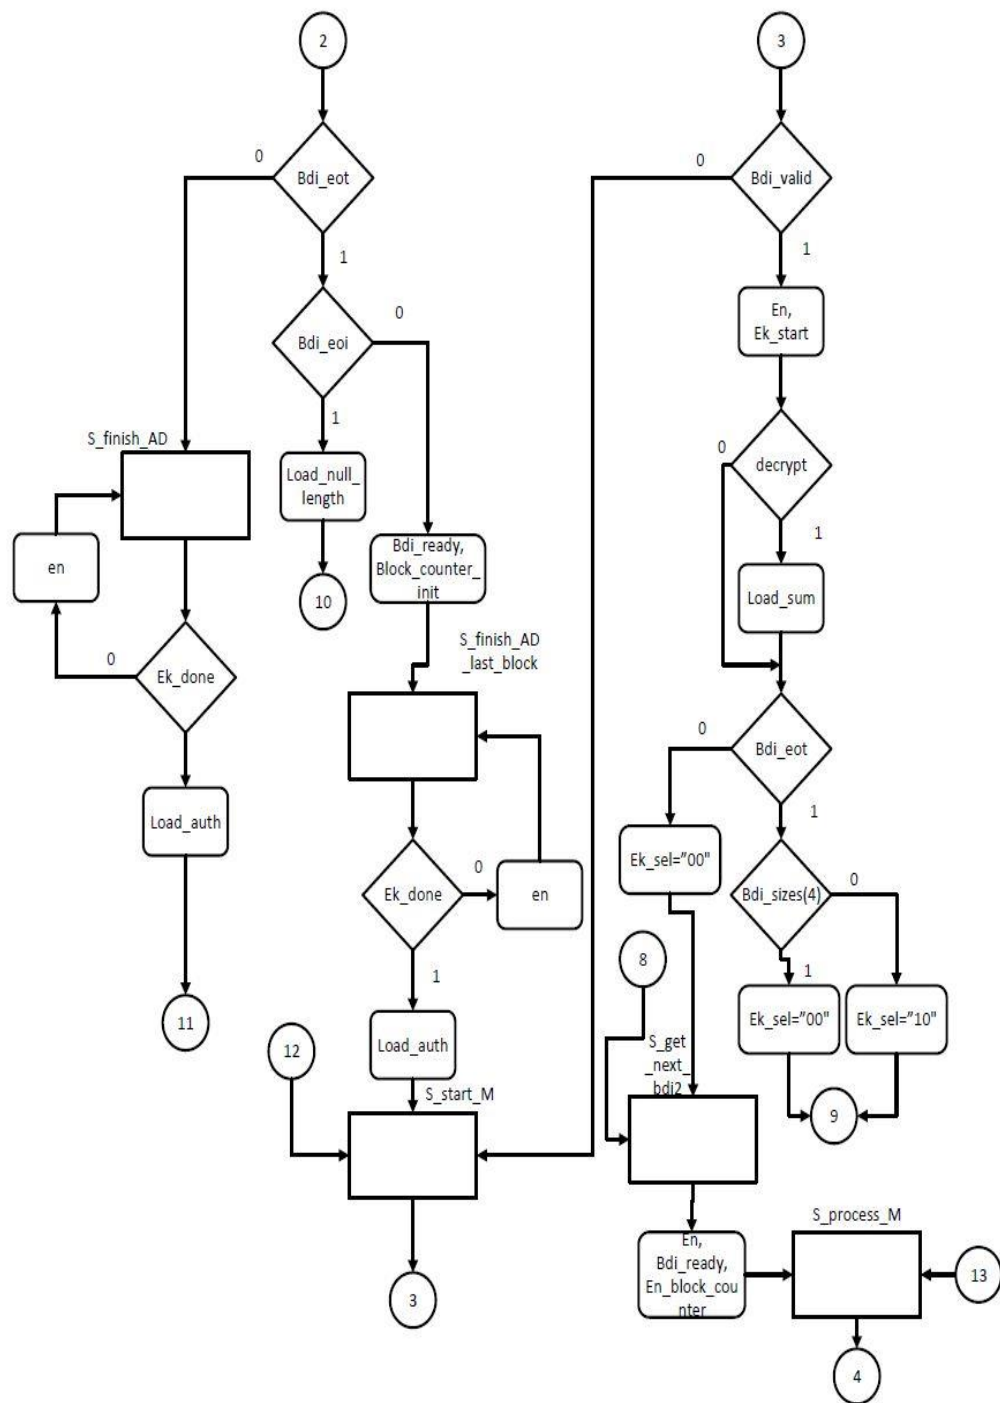 2
3
0
Bdi_eot
0
Bdi_valid
1
1
0
Bdi_eoi
En,
Ek_start
1
S_finish_AD
0
decrypt
Load_null_
length
1
en
Bdi_ready,
Block_counter_
init
10
Load_sum
S_finish_AD
_last_block
0
Ek_done
0
Bdi_eot
1
Load_auth
Ek_sel="00"
Ek_done
0
en
Bdi_sizes(4)
0
1
8
1
Ek_sel="00"
Ek_sel="10"
11
12
Load_auth
S_get
_next_
bdi2
S_start_M
9
S_process_M
En,
Bdi_ready,
En_block_cou
nter
13
3
4